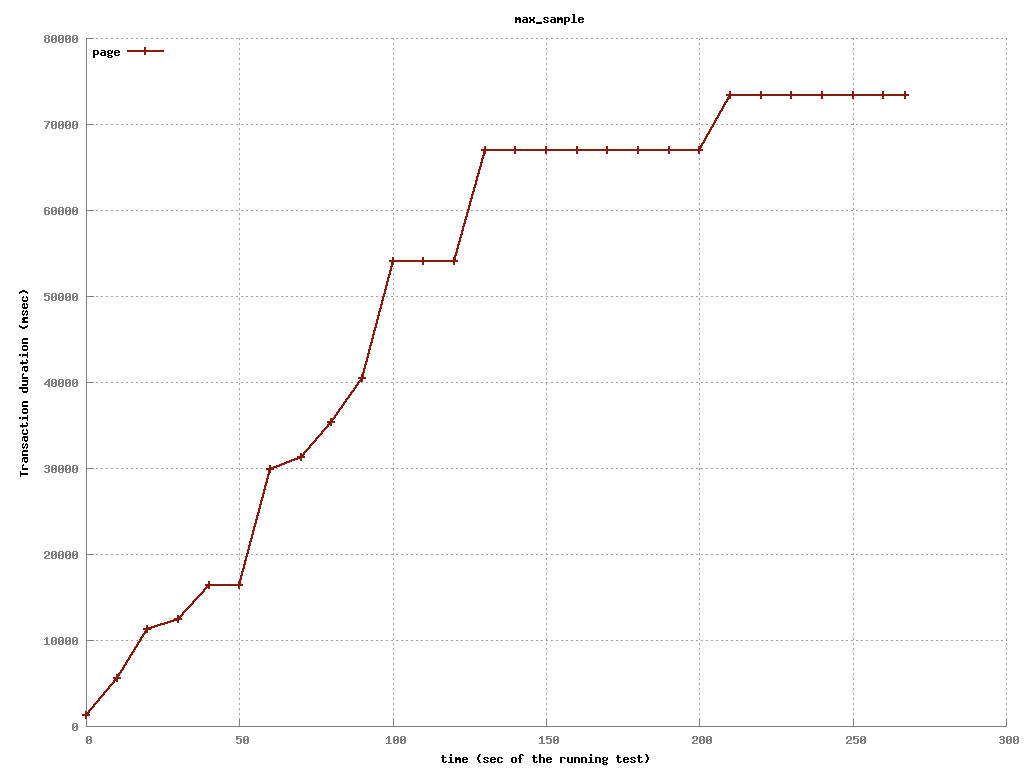 max_sample
80000
page
70000
60000
50000
40000
30000
20000
10000
0
Transaction duration (msec)
0 50 100 150 200 250 300
time (sec of the running test)